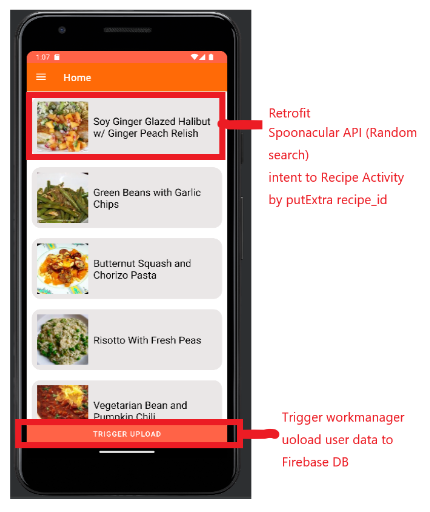 1:07
Home
Soy Ginger Glazed Halibut
w/ Ginger Peach Relish
Green Beans with Garlic
Chips
Butternut Squash and
Chorizo Pasta
Risotto With Fresh Peas
Vegetarian Bean and
Pumpkin Chili
TRIGGER UPLOAD
Retrofit
Spoonacular API (Random
search)
intent to Recipe Activity
by putExtra recipe_id
Trigger workmanager
uoload user data to
Firebase DB